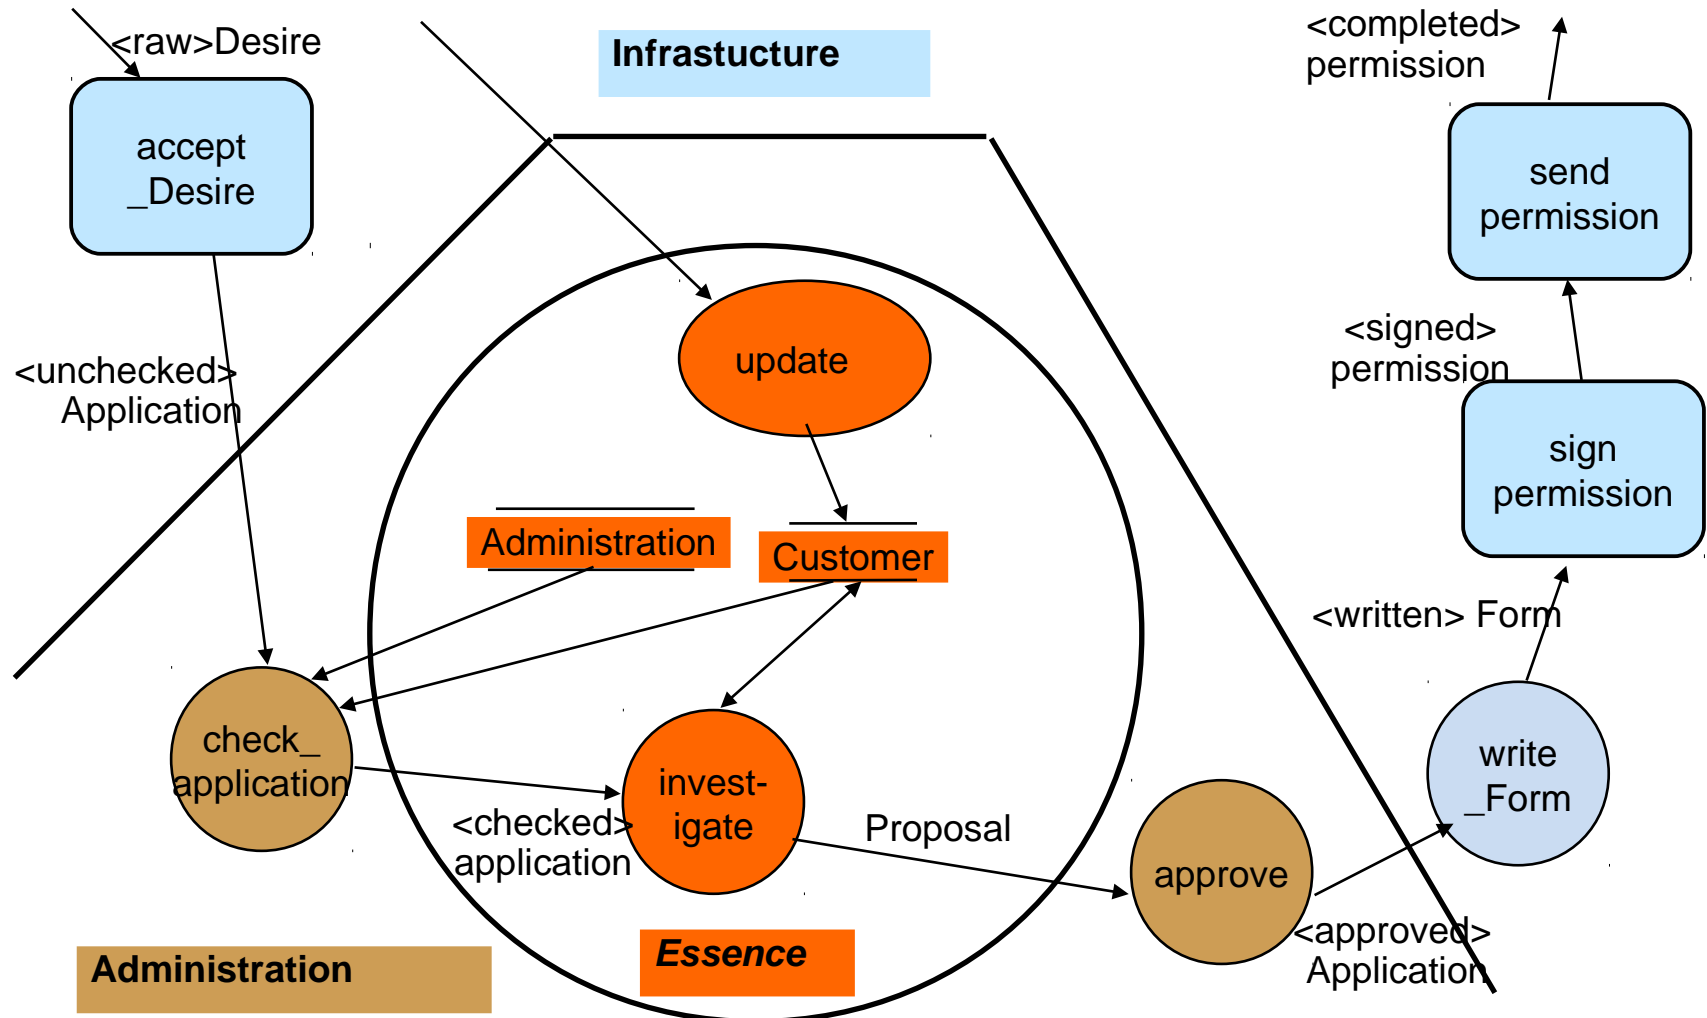 <raw>Desire
Infrastucture
<completed>
permission
accept
_Desire
send
permission
<signed>
permission
update
<unchecked>
Application
sign
permission
Administration
Customer
<written> Form
check_
application
invest-
igate
write
_Form
<checked>
application
Proposal
approve
<approved>
Application
Administration
Essence